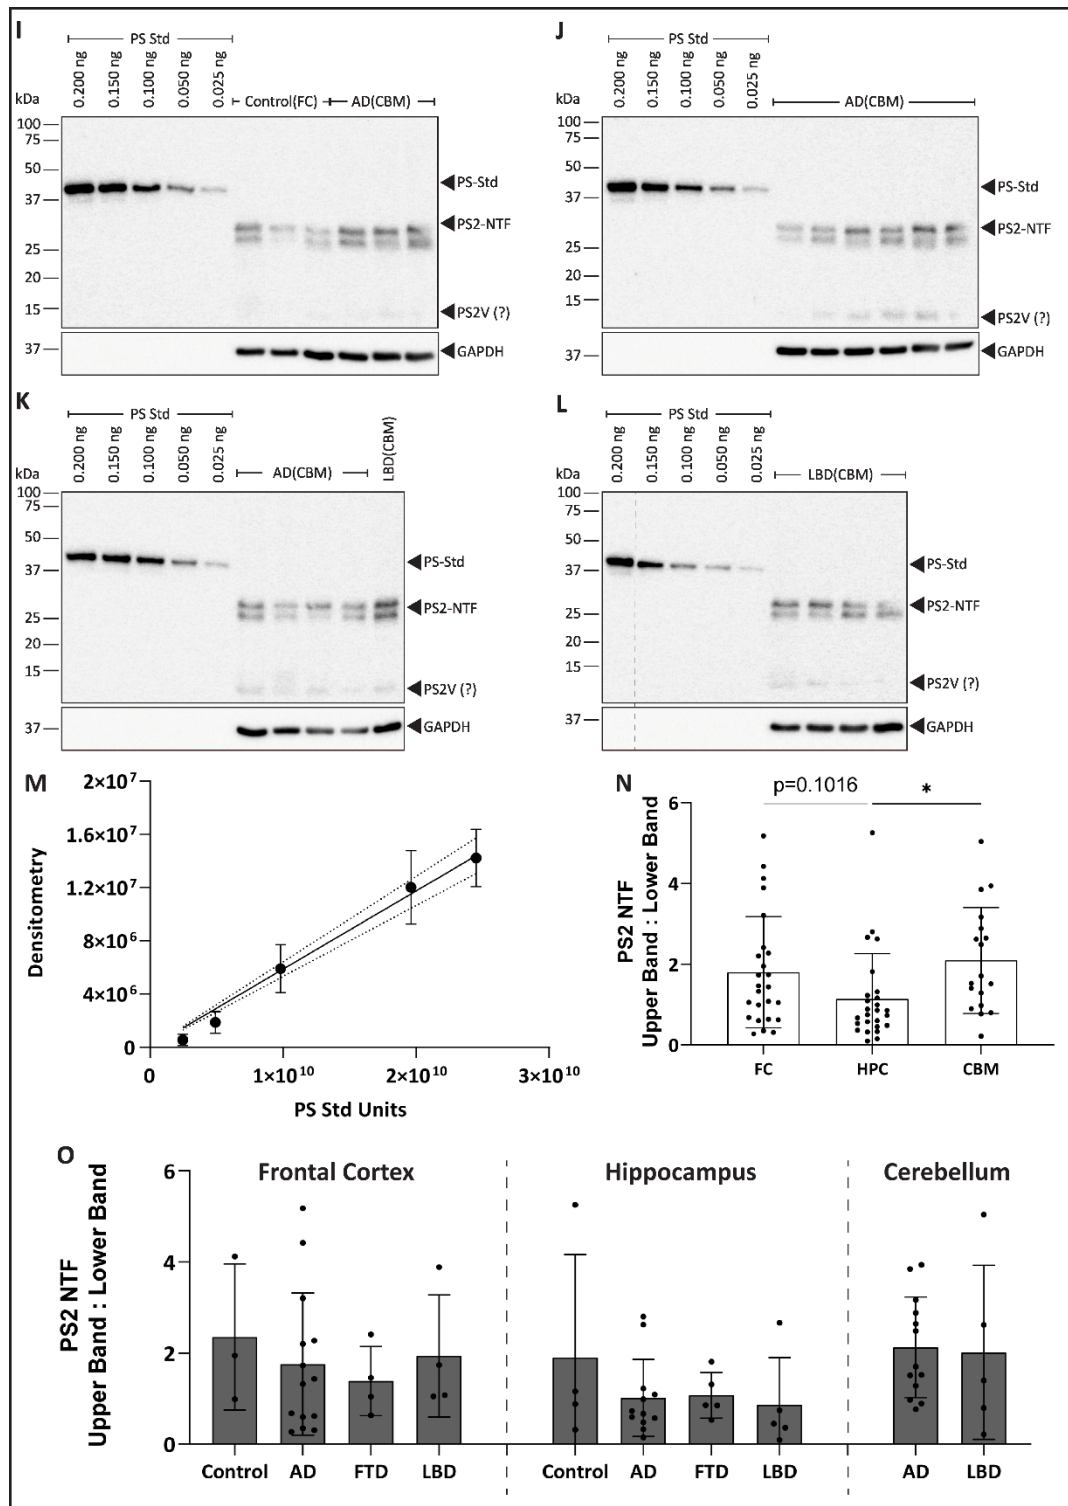 I
PS Std
0.200 ng
0.150 ng
0.100 ng
0.050 ng
0.025 ng
kDa
Control(FC)
AD(CBM)
100
75
50
37
25
20
15
37
PS-Std
PS2-NTF
PS2V (?)
GAPDH
J
PS Std
0.200 ng
0.150 ng
0.100 ng
0.050 ng
0.025 ng
kDa
AD(CBM)
100
75
50
37
25
20
15
37
PS-Std
PS2-NTF
PS2V (?)
GAPDH
K
PS Std
0.200 ng
0.150 ng
0.100 ng
0.050 ng
0.025 ng
kDa
AD(CBM)
LBD(CBM)
100
75
50
37
25
20
15
37
PS-Std
PS2-NTF
PS2V (?)
GAPDH
L
PS Std
0.200 ng
0.150 ng
0.100 ng
0.050 ng
0.025 ng
kDa
LBD(CBM)
100
75
50
37
25
20
15
37
PS-Std
PS2-NTF
PS2V (?)
GAPDH
M
Densitometry
2×10⁷
1.6×10⁷
1.2×10⁷
8×10⁶
4×10⁶
0
0
1×10¹⁰
2×10¹⁰
3×10¹⁰
PS Std Units
N
p=0.1016
*
PS2 NTF
Upper Band : Lower Band
6
4
2
0
FC
HPC
CBM
O
PS2 NTF
Upper Band : Lower Band
6
4
2
0
Frontal Cortex
Hippocampus
Cerebellum
Control
AD
FTD
LBD
Control
AD
FTD
LBD
AD
LBD